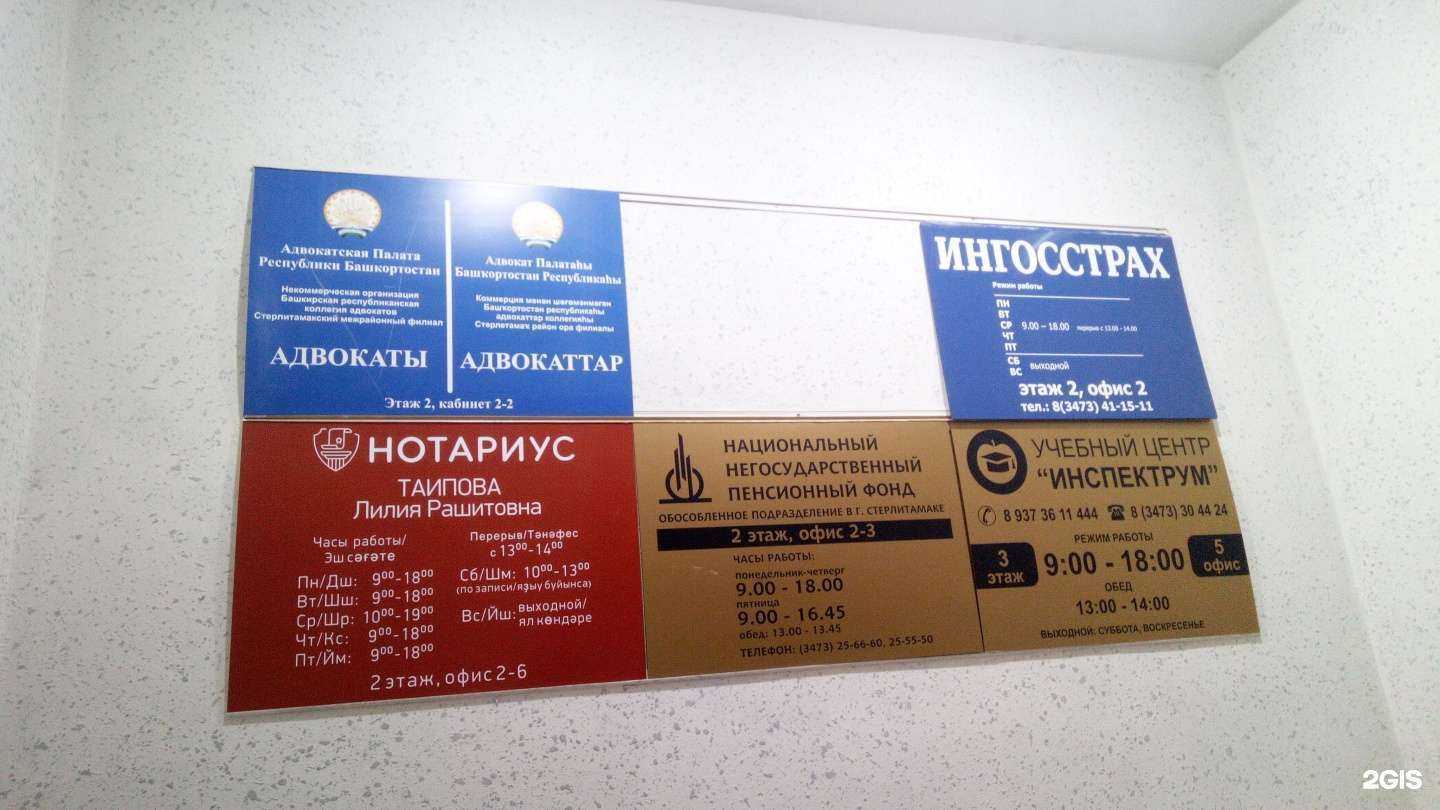 Адвокатская Палата
Республики Башкортостан
Некоммерческая организация
Башкирская республиканская
коллегия адвокатов
Стерлитамакский межрайонный филиал
АДВОКАТЫ
Адвокат Палатаһы
Башҡортостан Республикаһы
Коммерция менән шөғөлләнмәгән
Башҡортостан республикаһы
адвокаттар коллегияһы
Стәрлетамаҡ район ара филиалы
АДВОКАТТАР
Этаж 2, кабинет 2-2
ИНГОССТРАХ
Режим работы
ПН
ВТ
СР 9.00 – 18.00 перерыв с 13.00 - 14.00
ЧТ
ПТ
СБ
ВС выходной
этаж 2, офис 2
тел.: 8(3473) 41-15-11
НОТАРИУС
ТАИПОВА
Лилия Рашитовна
Часы работы/
Эш сәғәте
Пн/Дш: 9⁰⁰-18⁰⁰
Вт/Шш: 9⁰⁰-18⁰⁰
Ср/Шр: 10⁰⁰-19⁰⁰
Чт/Кс: 9⁰⁰-18⁰⁰
Пт/Йм: 9⁰⁰-18⁰⁰
Перерыв/Тәнәфес
с 13⁰⁰-14⁰⁰
Сб/Шм: 10⁰⁰-13⁰⁰
(по записи/яҙыу буйынса)
Вс/Йш: выходной/
ял көндәре
2 этаж, офис 2-6
НАЦИОНАЛЬНЫЙ
НЕГОСУДАРСТВЕННЫЙ
ПЕНСИОННЫЙ ФОНД
ОБОСОБЛЕННОЕ ПОДРАЗДЕЛЕНИЕ В Г. СТЕРЛИТАМАКЕ
2 этаж, офис 2-3
ЧАСЫ РАБОТЫ:
понедельник-четверг
9.00 - 18.00
пятница
9.00 - 16.45
обед: 13.00 - 13.45
ТЕЛЕФОН: (3473) 25-66-60, 25-55-50
УЧЕБНЫЙ ЦЕНТР
"ИНСПЕКТРУМ"
8 937 36 11 444 8 (3473) 30 44 24
РЕЖИМ РАБОТЫ
3 этаж 9:00 - 18:00 5 офис
ОБЕД
13:00 - 14:00
ВЫХОДНОЙ: СУББОТА, ВОСКРЕСЕНЬЕ
2GIS